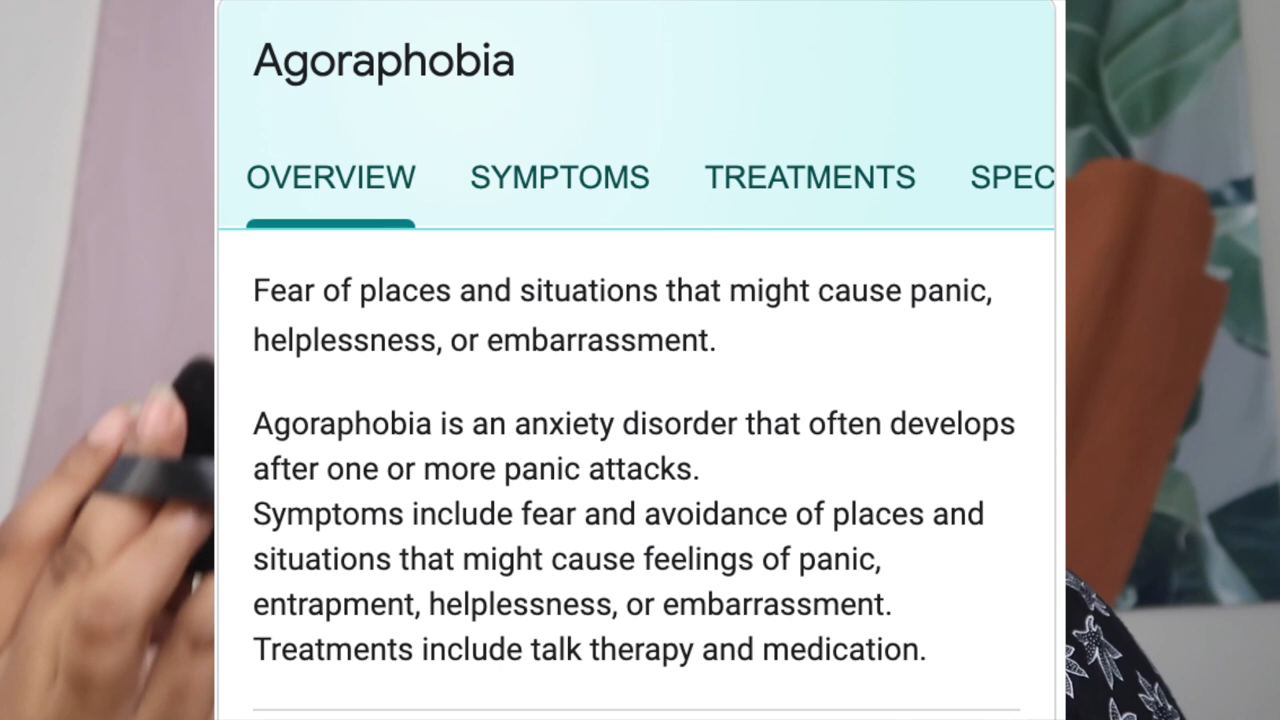 Agoraphobia
OVERVIEW SYMPTOMS TREATMENTS SPEC
Fear of places and situations that might cause panic,
helplessness, or embarrassment.
Agoraphobia is an anxiety disorder that often develops
after one or more panic attacks.
Symptoms include fear and avoidance of places and
situations that might cause feelings of panic,
entrapment, helplessness, or embarrassment.
Treatments include talk therapy and medication.